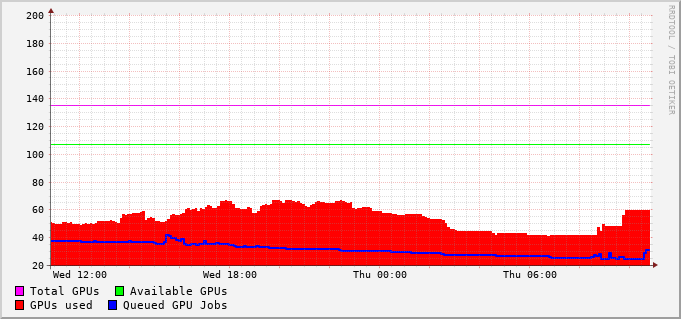 200
180
160
140
120
100
80
60
40
20
Wed 12:00 Wed 18:00 Thu 00:00 Thu 06:00
Total GPUs Available GPUs
GPUs used Queued GPU Jobs
RRDTOOL / TOBI OETIKER